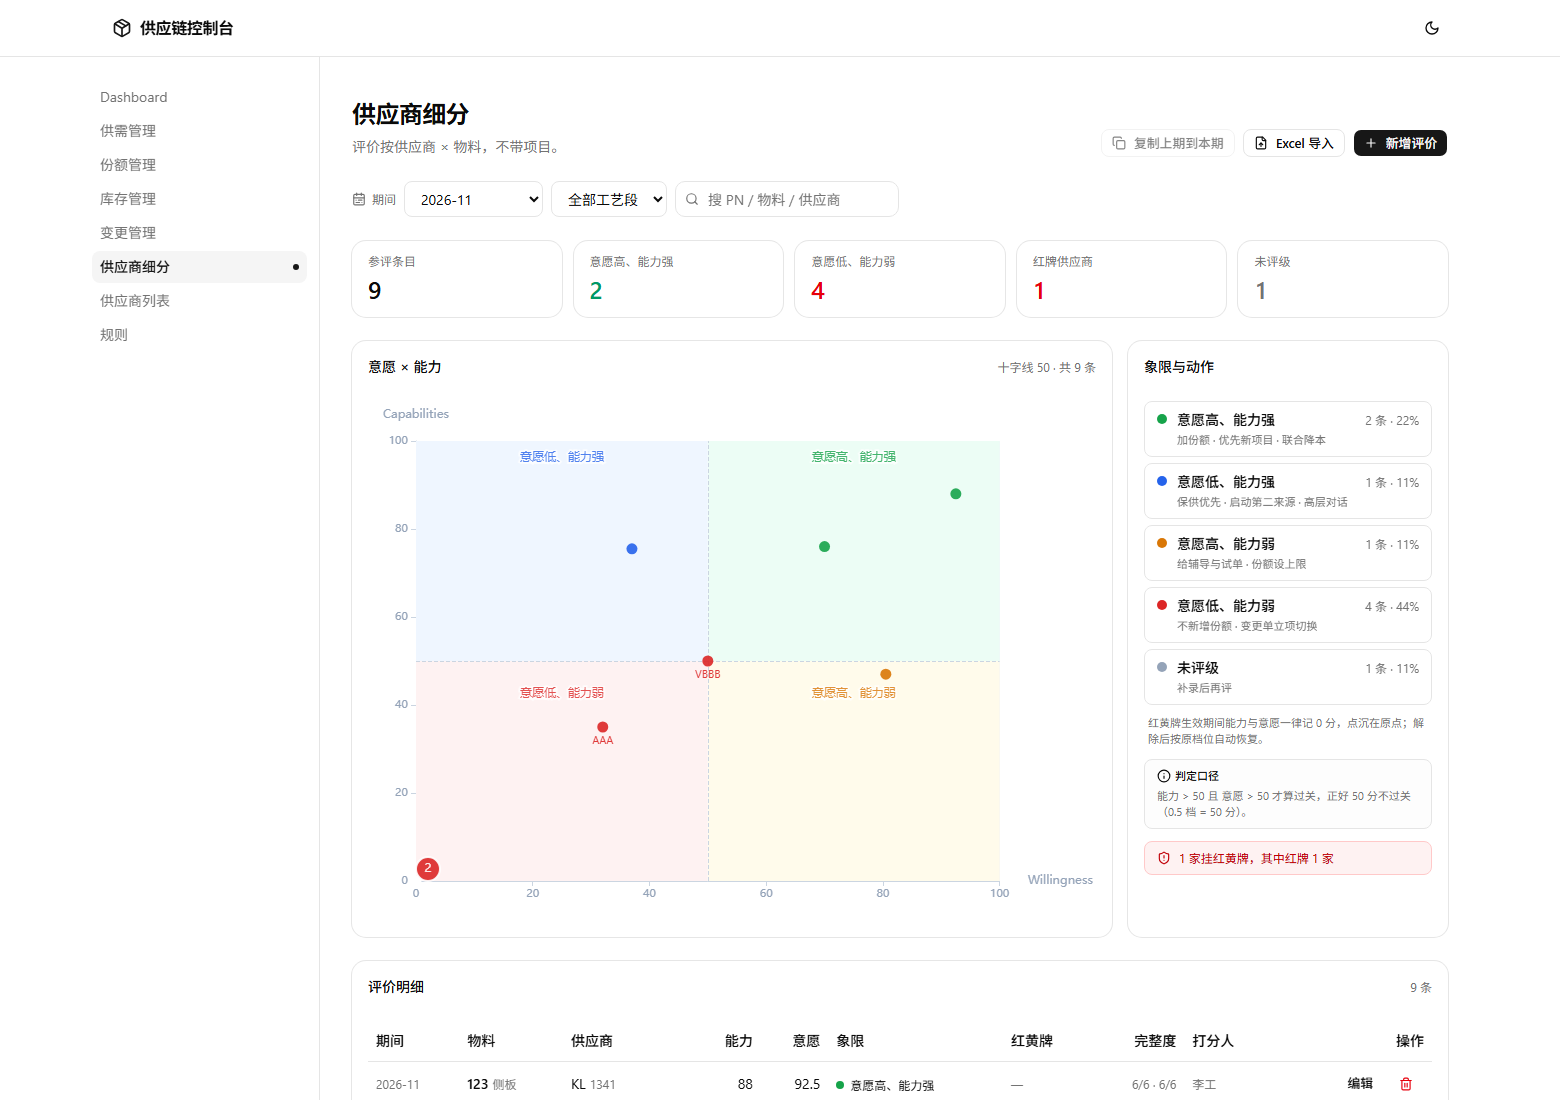 供应链控制台
Dashboard
供需管理
份额管理
库存管理
变更管理
供应商细分
供应商列表
规则
供应商细分
评价按供应商 × 物料，不带项目。
复制上期到本期
Excel 导入
新增评价
期间
2026-11
全部工艺段
搜 PN / 物料 / 供应商
参评条目
9
意愿高、能力强
2
意愿低、能力弱
4
红牌供应商
1
未评级
1
意愿 × 能力
十字线 50 · 共 9 条
Capabilities
100
80
60
40
20
0
意愿低、能力强
意愿高、能力强
VBBB
意愿低、能力弱
意愿高、能力弱
AAA
2
0
20
40
60
80
100
Willingness
象限与动作
意愿高、能力强
2 条 · 22%
加份额 · 优先新项目 · 联合降本
意愿低、能力强
1 条 · 11%
保供优先 · 启动第二来源 · 高层对话
意愿高、能力弱
1 条 · 11%
给辅导与试单 · 份额设上限
意愿低、能力弱
4 条 · 44%
不新增份额 · 变更单立项切换
未评级
1 条 · 11%
补录后再评
红黄牌生效期间能力与意愿一律记 0 分，点沉在原点；解
除后按原档位自动恢复。
判定口径
能力 > 50 且 意愿 > 50 才算过关，正好 50 分不过关
（0.5 档 = 50 分）。
1 家挂红黄牌，其中红牌 1 家
评价明细
9 条
期间 物料 供应商 能力 意愿 象限 红黄牌 完整度 打分人 操作
2026-11 123 侧板 KL 1341 88 92.5 意愿高、能力强 — 6/6 · 6/6 李工 编辑